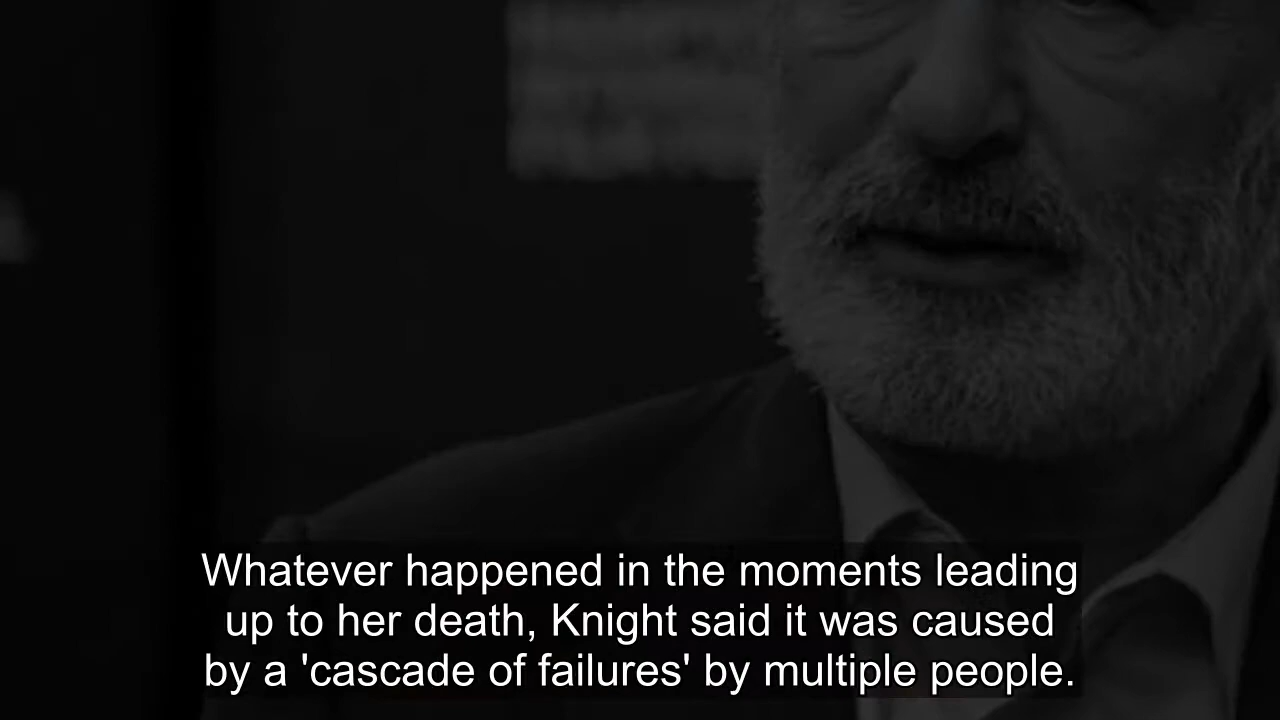 Whatever happened in the moments leading
up to her death, Knight said it was caused
by a 'cascade of failures' by multiple people.